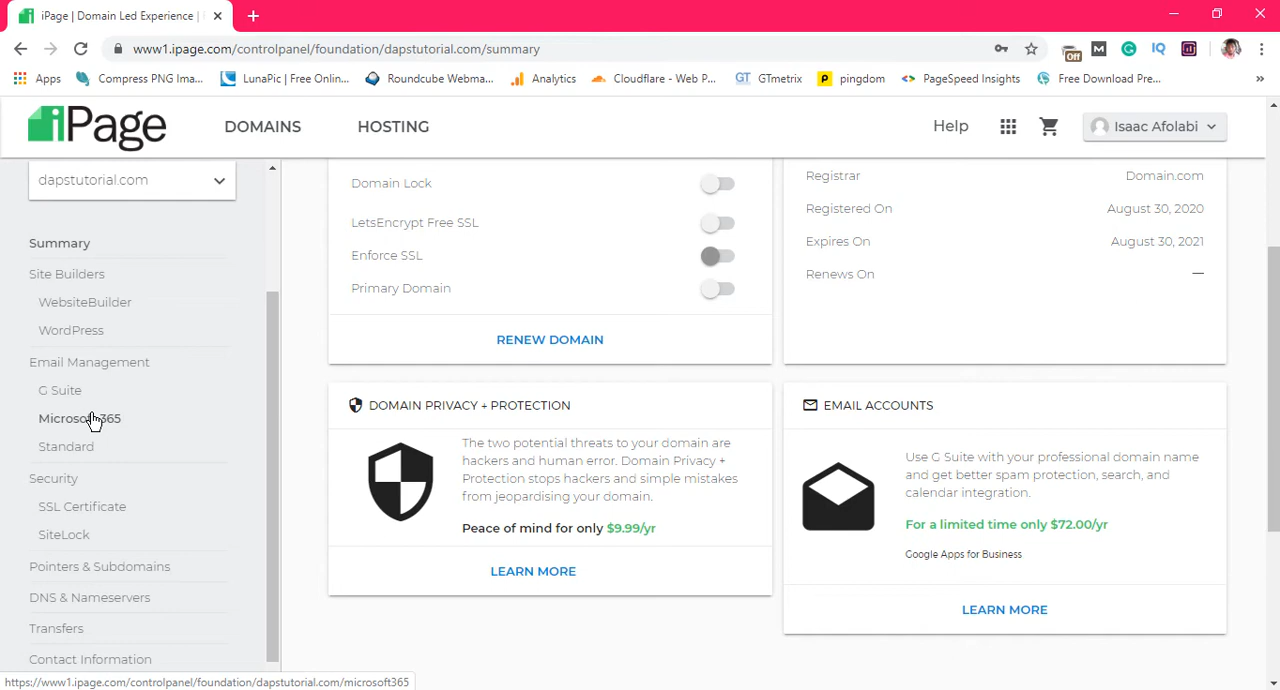 iPage | Domain Led Experience |
www1.ipage.com/controlpanel/foundation/dapstutorial.com/summary
Apps
Compress PNG Ima...
LunaPic | Free Onlin...
Roundcube Webma...
Analytics
Cloudflare - Web P...
GT GTmetrix
p pingdom
PageSpeed Insights
Free Download Pre...
M
G
IQ
Off
iPage
DOMAINS
HOSTING
Help
Isaac Afolabi
dapstutorial.com
Summary
Site Builders
WebsiteBuilder
WordPress
Email Management
G Suite
Microsoft 365
Standard
Security
SSL Certificate
SiteLock
Pointers & Subdomains
DNS & Nameservers
Transfers
Contact Information
Domain Lock
LetsEncrypt Free SSL
Enforce SSL
Primary Domain
RENEW DOMAIN
Registrar Domain.com
Registered On August 30, 2020
Expires On August 30, 2021
Renews On —
DOMAIN PRIVACY + PROTECTION
The two potential threats to your domain are
hackers and human error. Domain Privacy +
Protection stops hackers and simple mistakes
from jeopardising your domain.
Peace of mind for only $9.99/yr
LEARN MORE
EMAIL ACCOUNTS
Use G Suite with your professional domain name
and get better spam protection, search, and
calendar integration.
For a limited time only $72.00/yr
Google Apps for Business
LEARN MORE
https://www1.ipage.com/controlpanel/foundation/dapstutorial.com/microsoft365